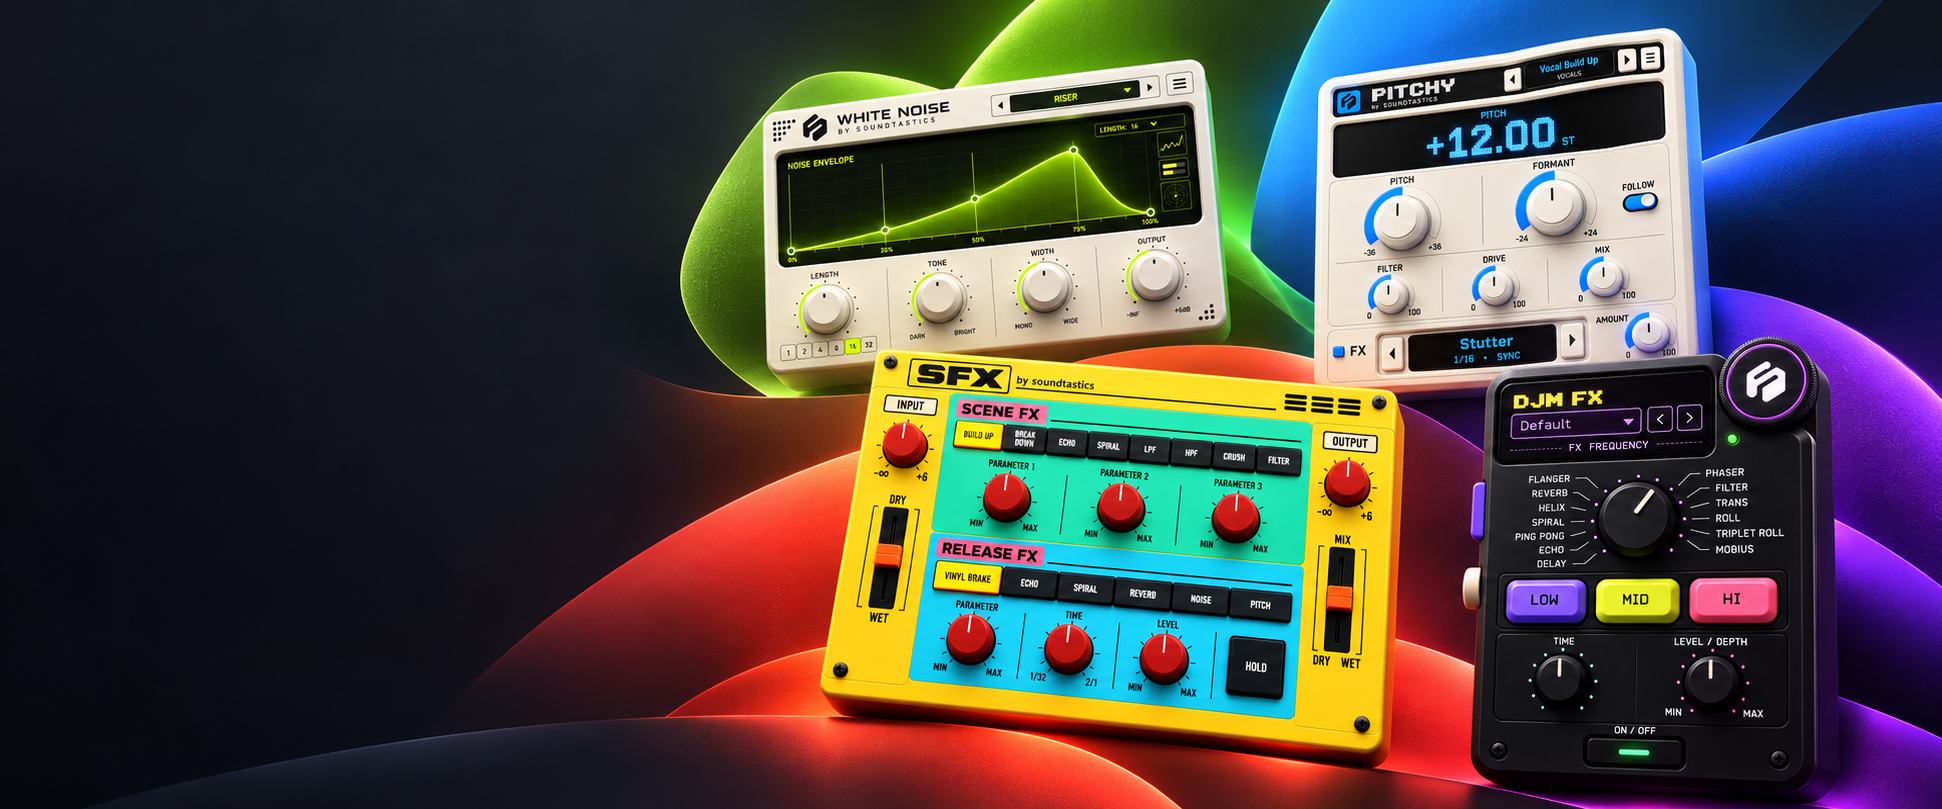 WHITE NOISE
BY SOUNDTASTICS
RISER
NOISE ENVELOPE
LENGTH: 16
0%
25%
50%
75%
100%
LENGTH
1 2 4 8 16 32
TONE
DARK BRIGHT
WIDTH
MONO WIDE
OUTPUT
-INF +6dB
PITCHY
by SOUNDTASTICS
Vocal Build Up
VOCALS
PITCH
+12.00 ST
PITCH
-36 +36
FORMANT
-24 +24
FOLLOW
FILTER
0 100
DRIVE
0 100
MIX
0 100
FX
Stutter
1/16 • SYNC
AMOUNT
0 100
SFX by soundtastics
INPUT
-∞ +6
DRY
WET
SCENE FX
BUILD UP
BREAK DOWN
ECHO
SPIRAL
LPF
HPF
CRUSH
FILTER
PARAMETER 1
MIN MAX
PARAMETER 2
MIN MAX
PARAMETER 3
MIN MAX
RELEASE FX
VINYL BRAKE
ECHO
SPIRAL
REVERB
NOISE
PITCH
PARAMETER
MIN MAX
TIME
1/32 2/1
LEVEL
MIN MAX
HOLD
OUTPUT
-∞ +6
MIX
DRY WET
DJM FX
Default
FX FREQUENCY
FLANGER
REVERB
HELIX
SPIRAL
PING PONG
ECHO
DELAY
PHASER
FILTER
TRANS
ROLL
TRIPLET ROLL
MOBIUS
LOW
MID
HI
TIME
LEVEL / DEPTH
MIN MAX
ON / OFF